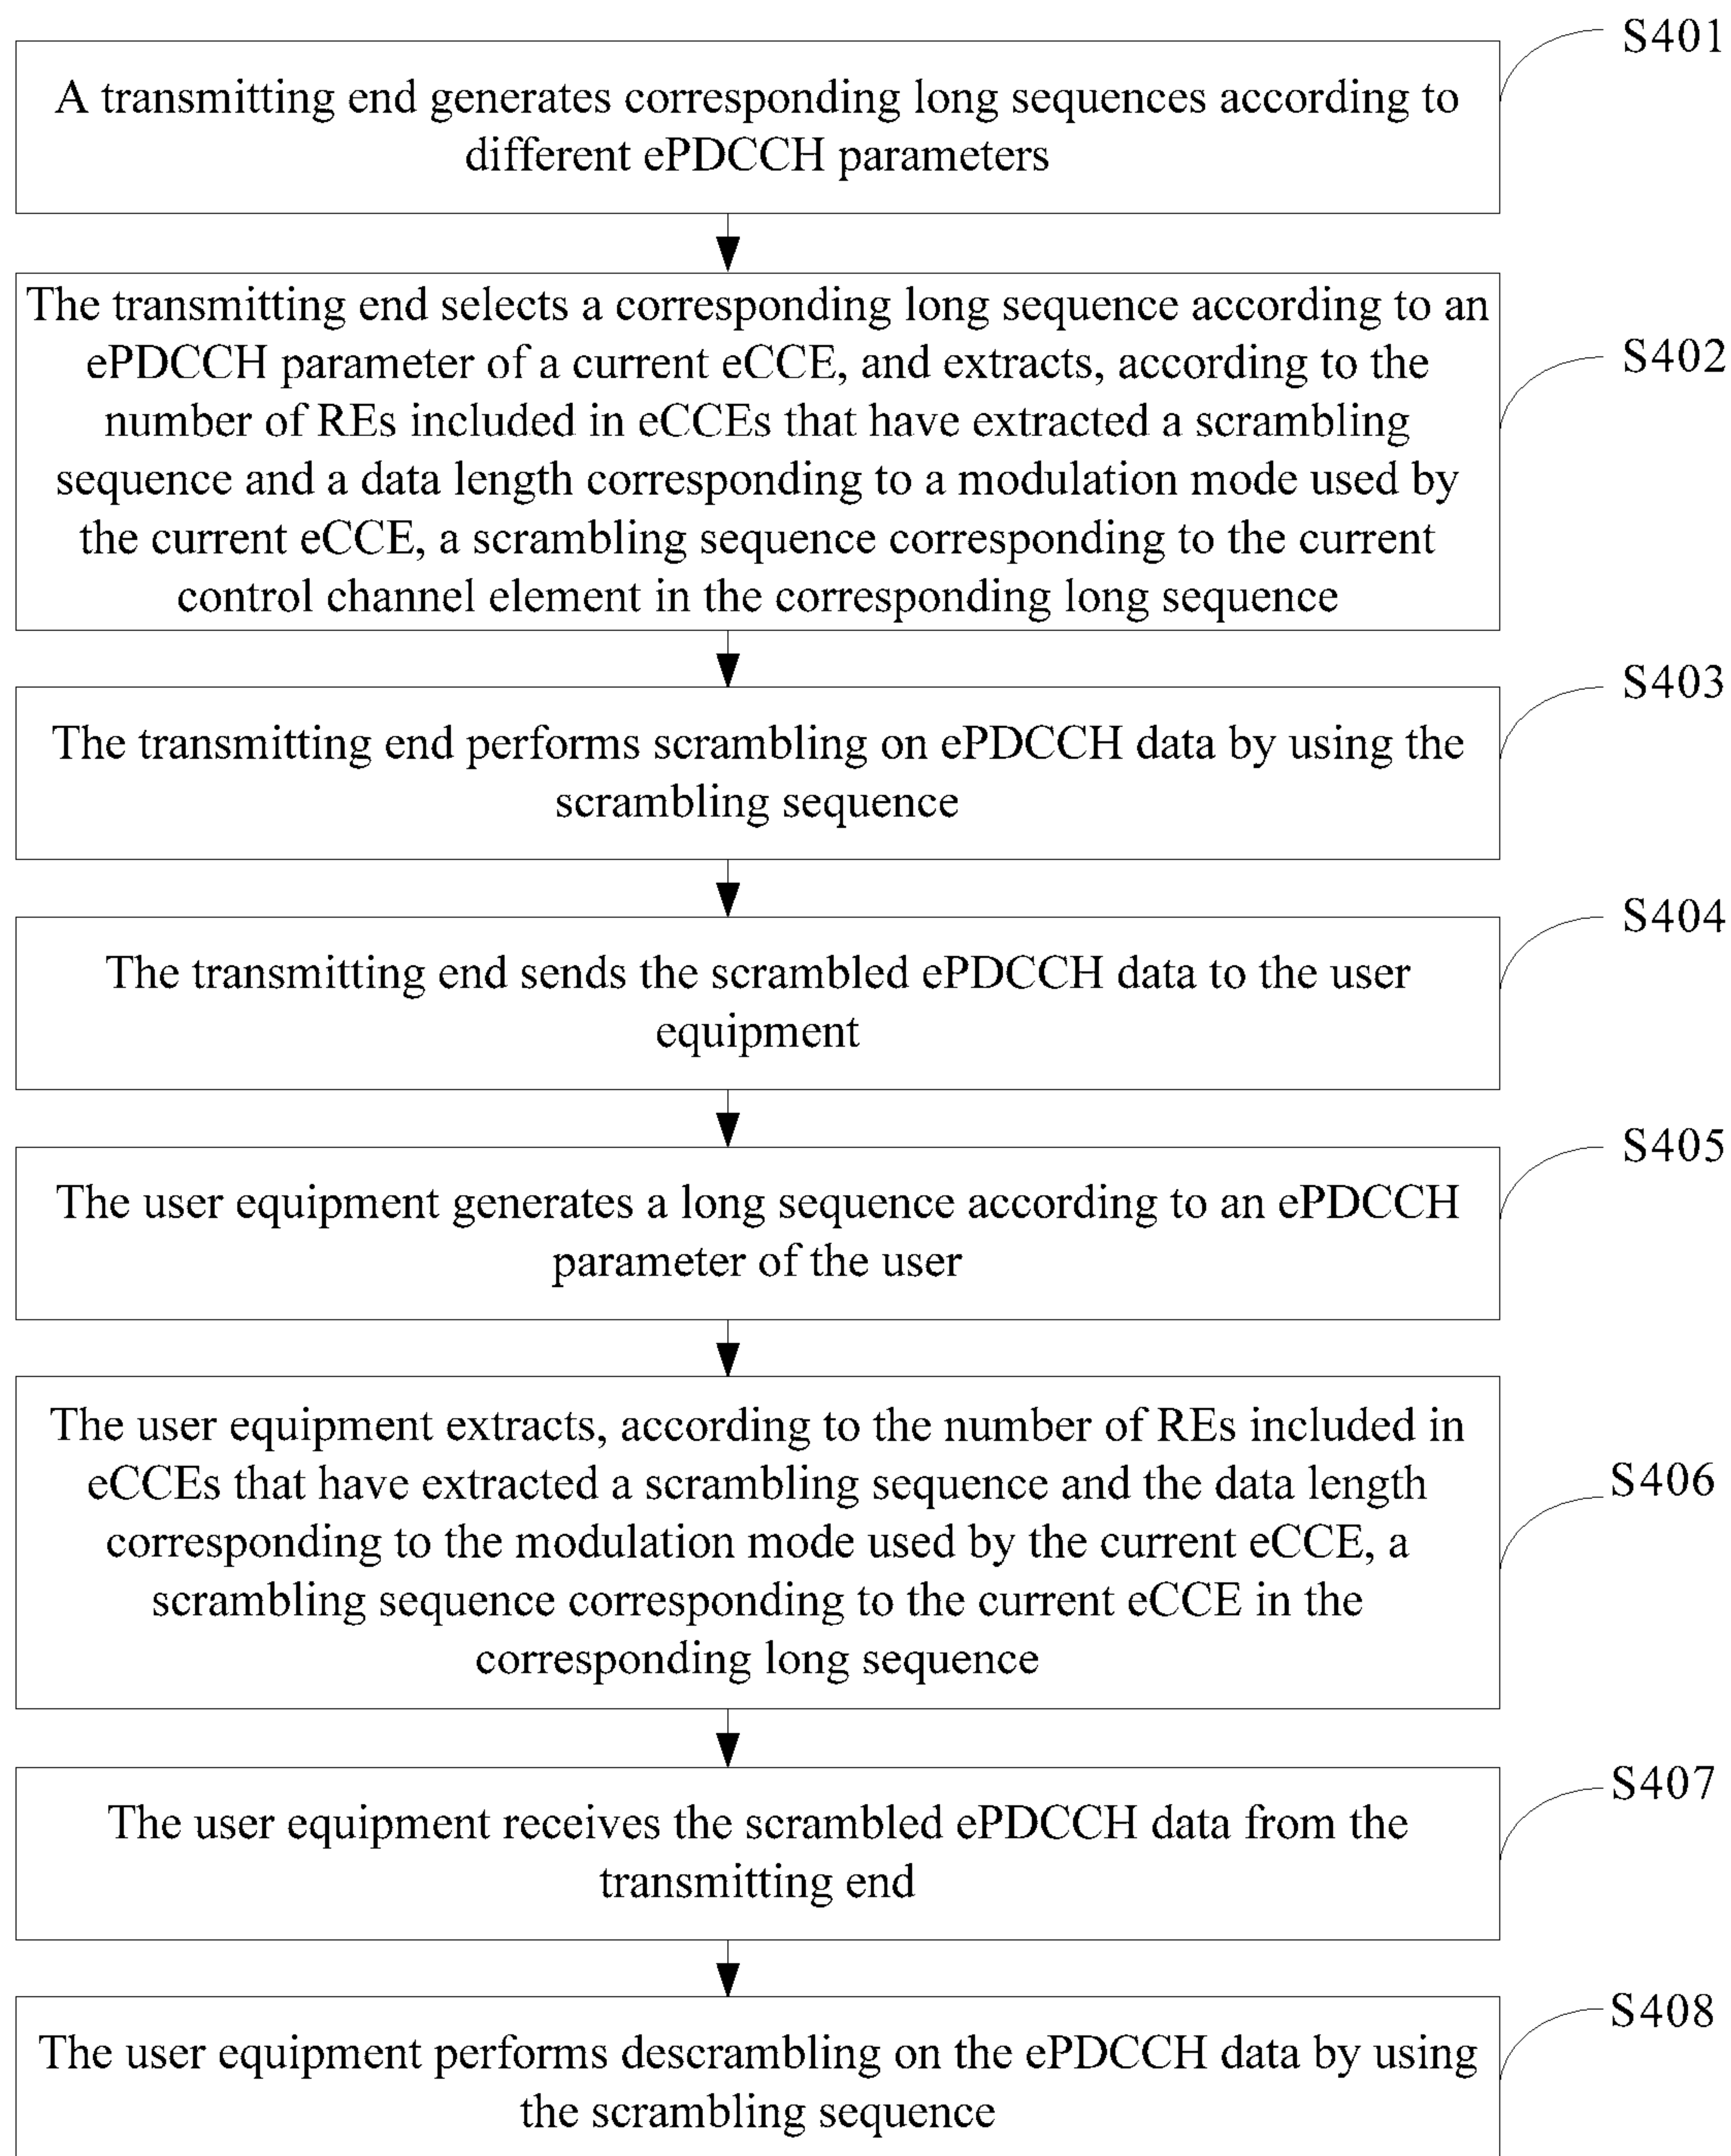 S401
A transmitting end generates corresponding long sequences according to
different ePDCCH parameters
The transmitting end selects a corresponding long sequence according to an
ePDCCH parameter of a current eCCE, and extracts, according to the
number of REs included in eCCEs that have extracted a scrambling
sequence and a data length corresponding to a modulation mode used by
the current eCCE, a scrambling sequence corresponding to the current
control channel element in the corresponding long sequence
S402
S403
The transmitting end performs scrambling on ePDCCH data by using the
scrambling sequence
S404
The transmitting end sends the scrambled ePDCCH data to the user
equipment
S405
The user equipment generates a long sequence according to an ePDCCH
parameter of the user
The user equipment extracts, according to the number of REs included in
eCCEs that have extracted a scrambling sequence and the data length
corresponding to the modulation mode used by the current eCCE, a
scrambling sequence corresponding to the current eCCE in the
corresponding long sequence
S406
S407
The user equipment receives the scrambled ePDCCH data from the
transmitting end
S408
The user equipment performs descrambling on the ePDCCH data by using
the scrambling sequence